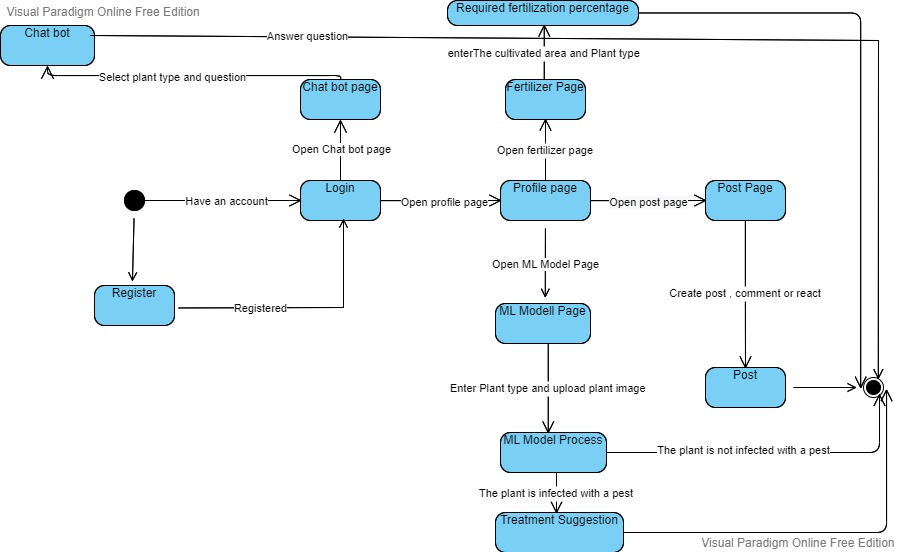 Visual Paradigm Online Free Edition
Required fertilization percentage
Chat bot
Answer question
enterThe cultivated area and Plant type
Select plant type and question
Chat bot page
Fertilizer Page
Open Chat bot page
Open fertilizer page
Login
Profile page
Post Page
Have an account
Open profile page
Open post page
Open ML Model Page
Register
Create post , comment or react
Registered
ML Modell Page
Post
Enter Plant type and upload plant image
ML Model Process
The plant is not infected with a pest
The plant is infected with a pest
Treatment Suggestion
Visual Paradigm Online Free Edition